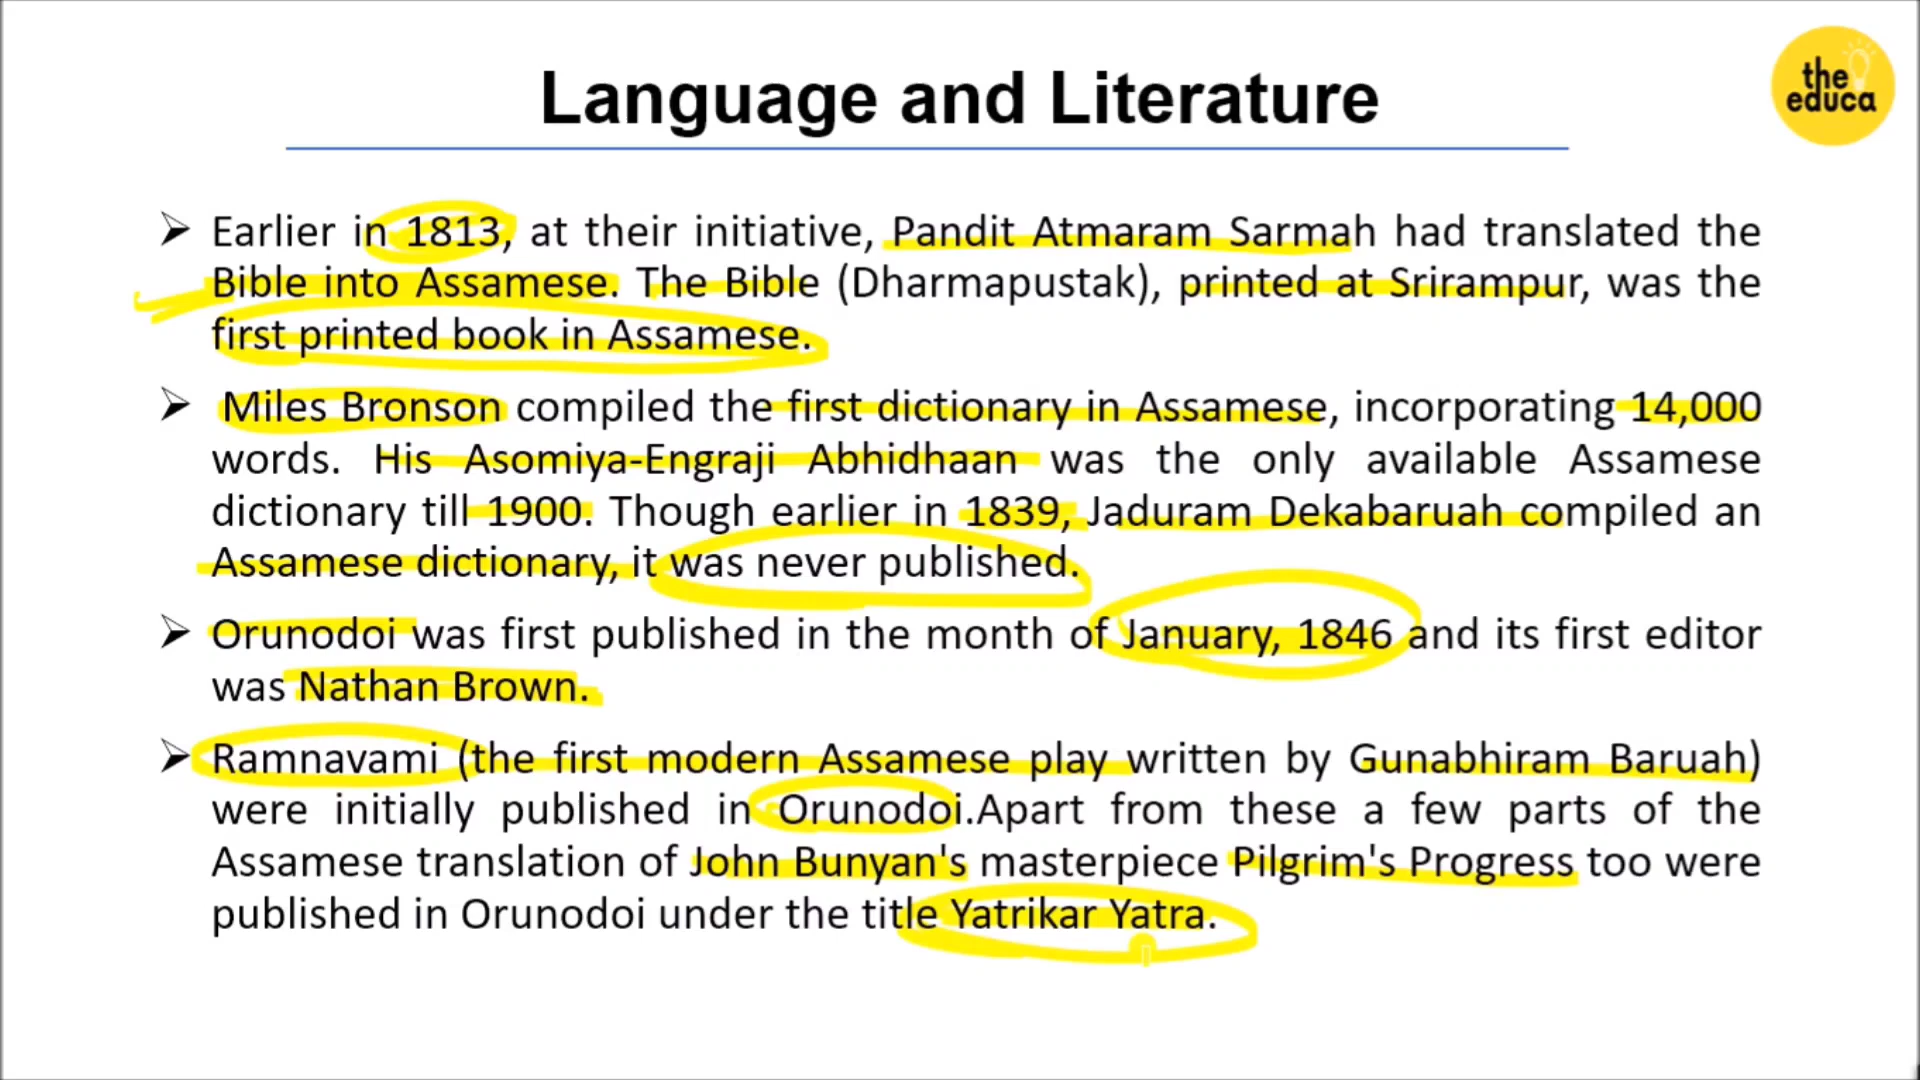 Language and Literature
the
educa
Earlier in 1813, at their initiative, Pandit Atmaram Sarmah had translated the
Bible into Assamese. The Bible (Dharmapustak), printed at Srirampur, was the
first printed book in Assamese.
Miles Bronson compiled the first dictionary in Assamese, incorporating 14,000
words. His Asomiya-Engraji Abhidhaan was the only available Assamese
dictionary till 1900. Though earlier in 1839, Jaduram Dekabaruah compiled an
Assamese dictionary, it was never published.
Orunodoi was first published in the month of January, 1846 and its first editor
was Nathan Brown.
Ramnavami (the first modern Assamese play written by Gunabhiram Baruah)
were initially published in Orunodoi.Apart from these a few parts of the
Assamese translation of John Bunyan's masterpiece Pilgrim's Progress too were
published in Orunodoi under the title Yatrikar Yatra.